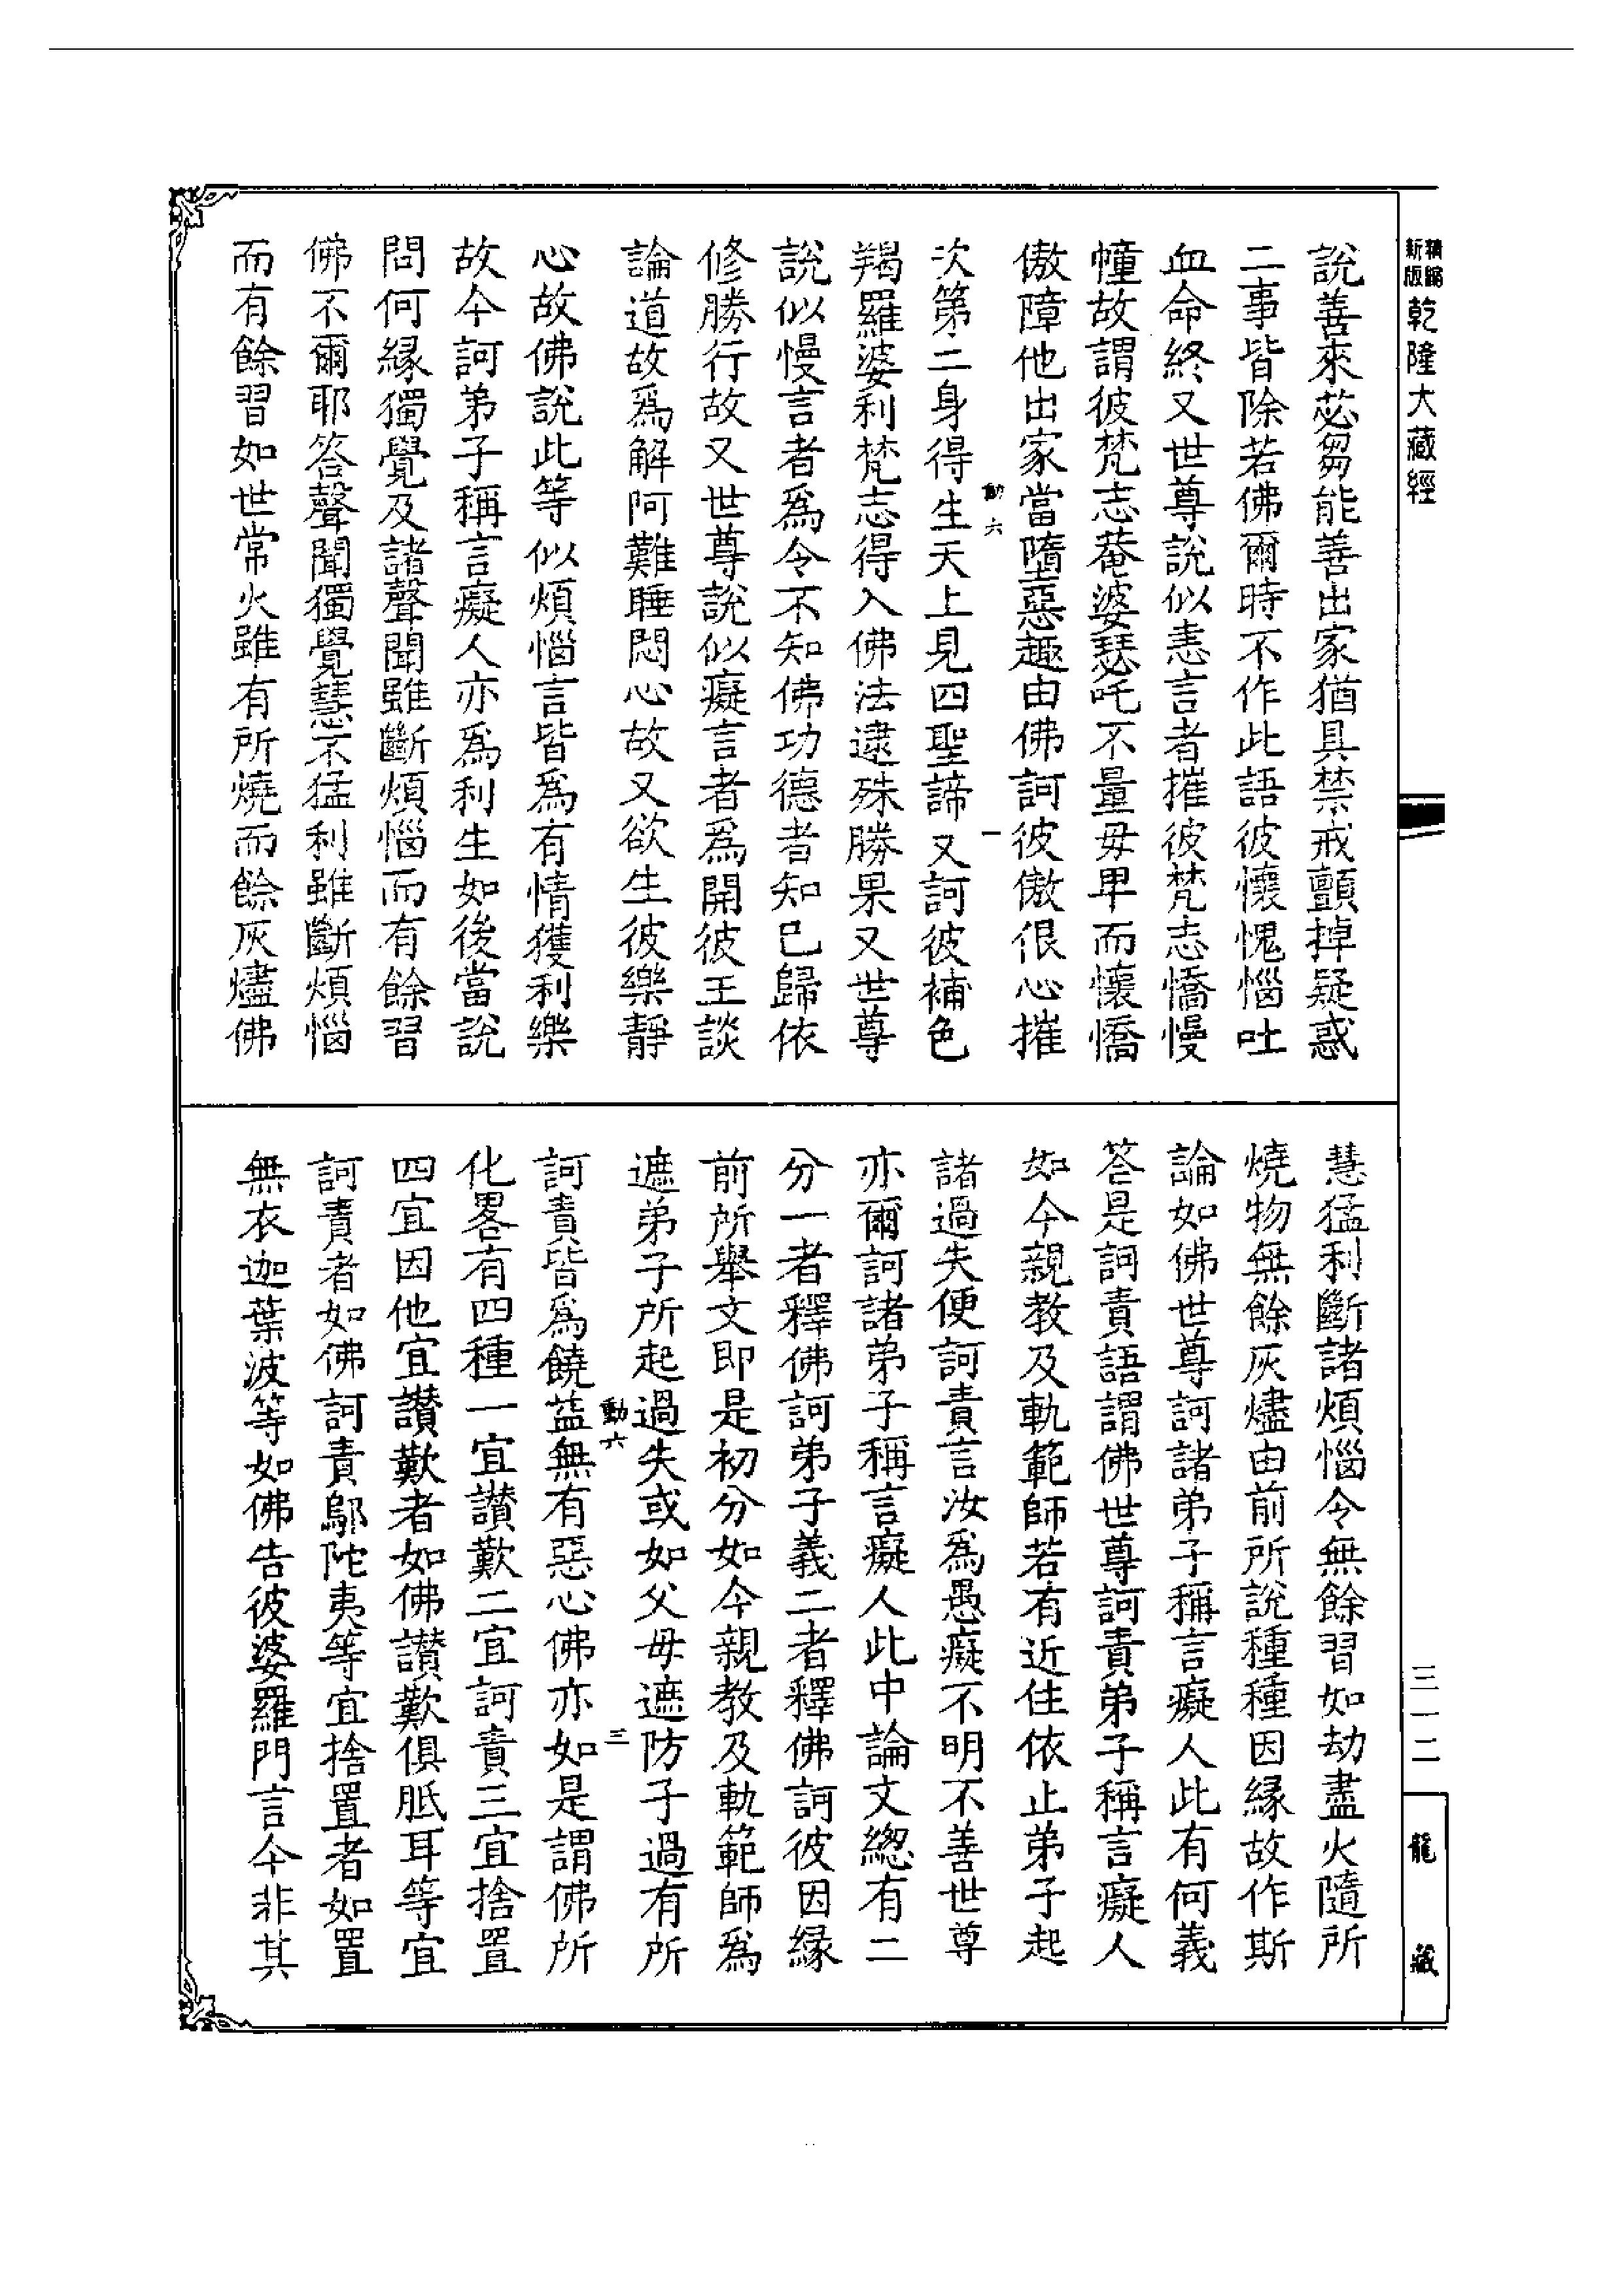 精縮
新版
乾隆大藏經
說善來苾芻能善出家猶具禁戒顫掉疑惑
二事皆除若佛爾時不作此語彼懷愧惱吐
血命終又世尊說似恚言者摧彼梵志憍慢
幢故謂彼梵志菴婆瑟吒不量毋卑而懷憍
傲障他出家當墮惡趣由佛訶彼傲佷心摧
動六
一
次第二身得生天上見四聖諦又訶彼補色
羯羅婆利梵志得入佛法逮殊勝果又世尊
說似慢言者爲令不知佛功德者知已歸依
修勝行故又世尊說似癡言者爲開彼王談
論道故爲解阿難睡悶心故又欲生彼樂靜
心故佛說此等似煩惱言皆爲有情獲利樂
故今訶弟子稱言癡人亦爲利生如後當說
問何緣獨覺及諸聲聞雖斷煩惱而有餘習
佛不爾耶答聲聞獨覺慧不猛利雖斷煩惱
而有餘習如世常火雖有所燒而餘灰燼佛
慧猛利斷諸煩惱令無餘習如劫盡火隨所
燒物無餘灰燼由前所說種種因緣故作斯
論如佛世尊訶諸弟子稱言癡人此有何義
答是訶責語謂佛世尊訶責弟子稱言癡人
如今親教及軌範師若有近住依止弟子起
諸過失便訶責言汝爲愚癡不明不善世尊
亦爾訶諸弟子稱言癡人此中論文總有二
分一者釋佛訶弟子義二者釋佛訶彼因緣
前所舉文即是初分如今親教及軌範師爲
遮弟子所起過失或如父毋遮防子過有所
動六
三
訶責皆爲饒益無有惡心佛亦如是謂佛所
化畧有四種一宜讃歎二宜訶責三宜捨置
四宜因他宜讃歎者如佛讃歎俱胝耳等宜
訶責者如佛訶責鄔陀夷等宜捨置者如置
無衣迦葉波等如佛告彼婆羅門言今非其
三一二
龍藏